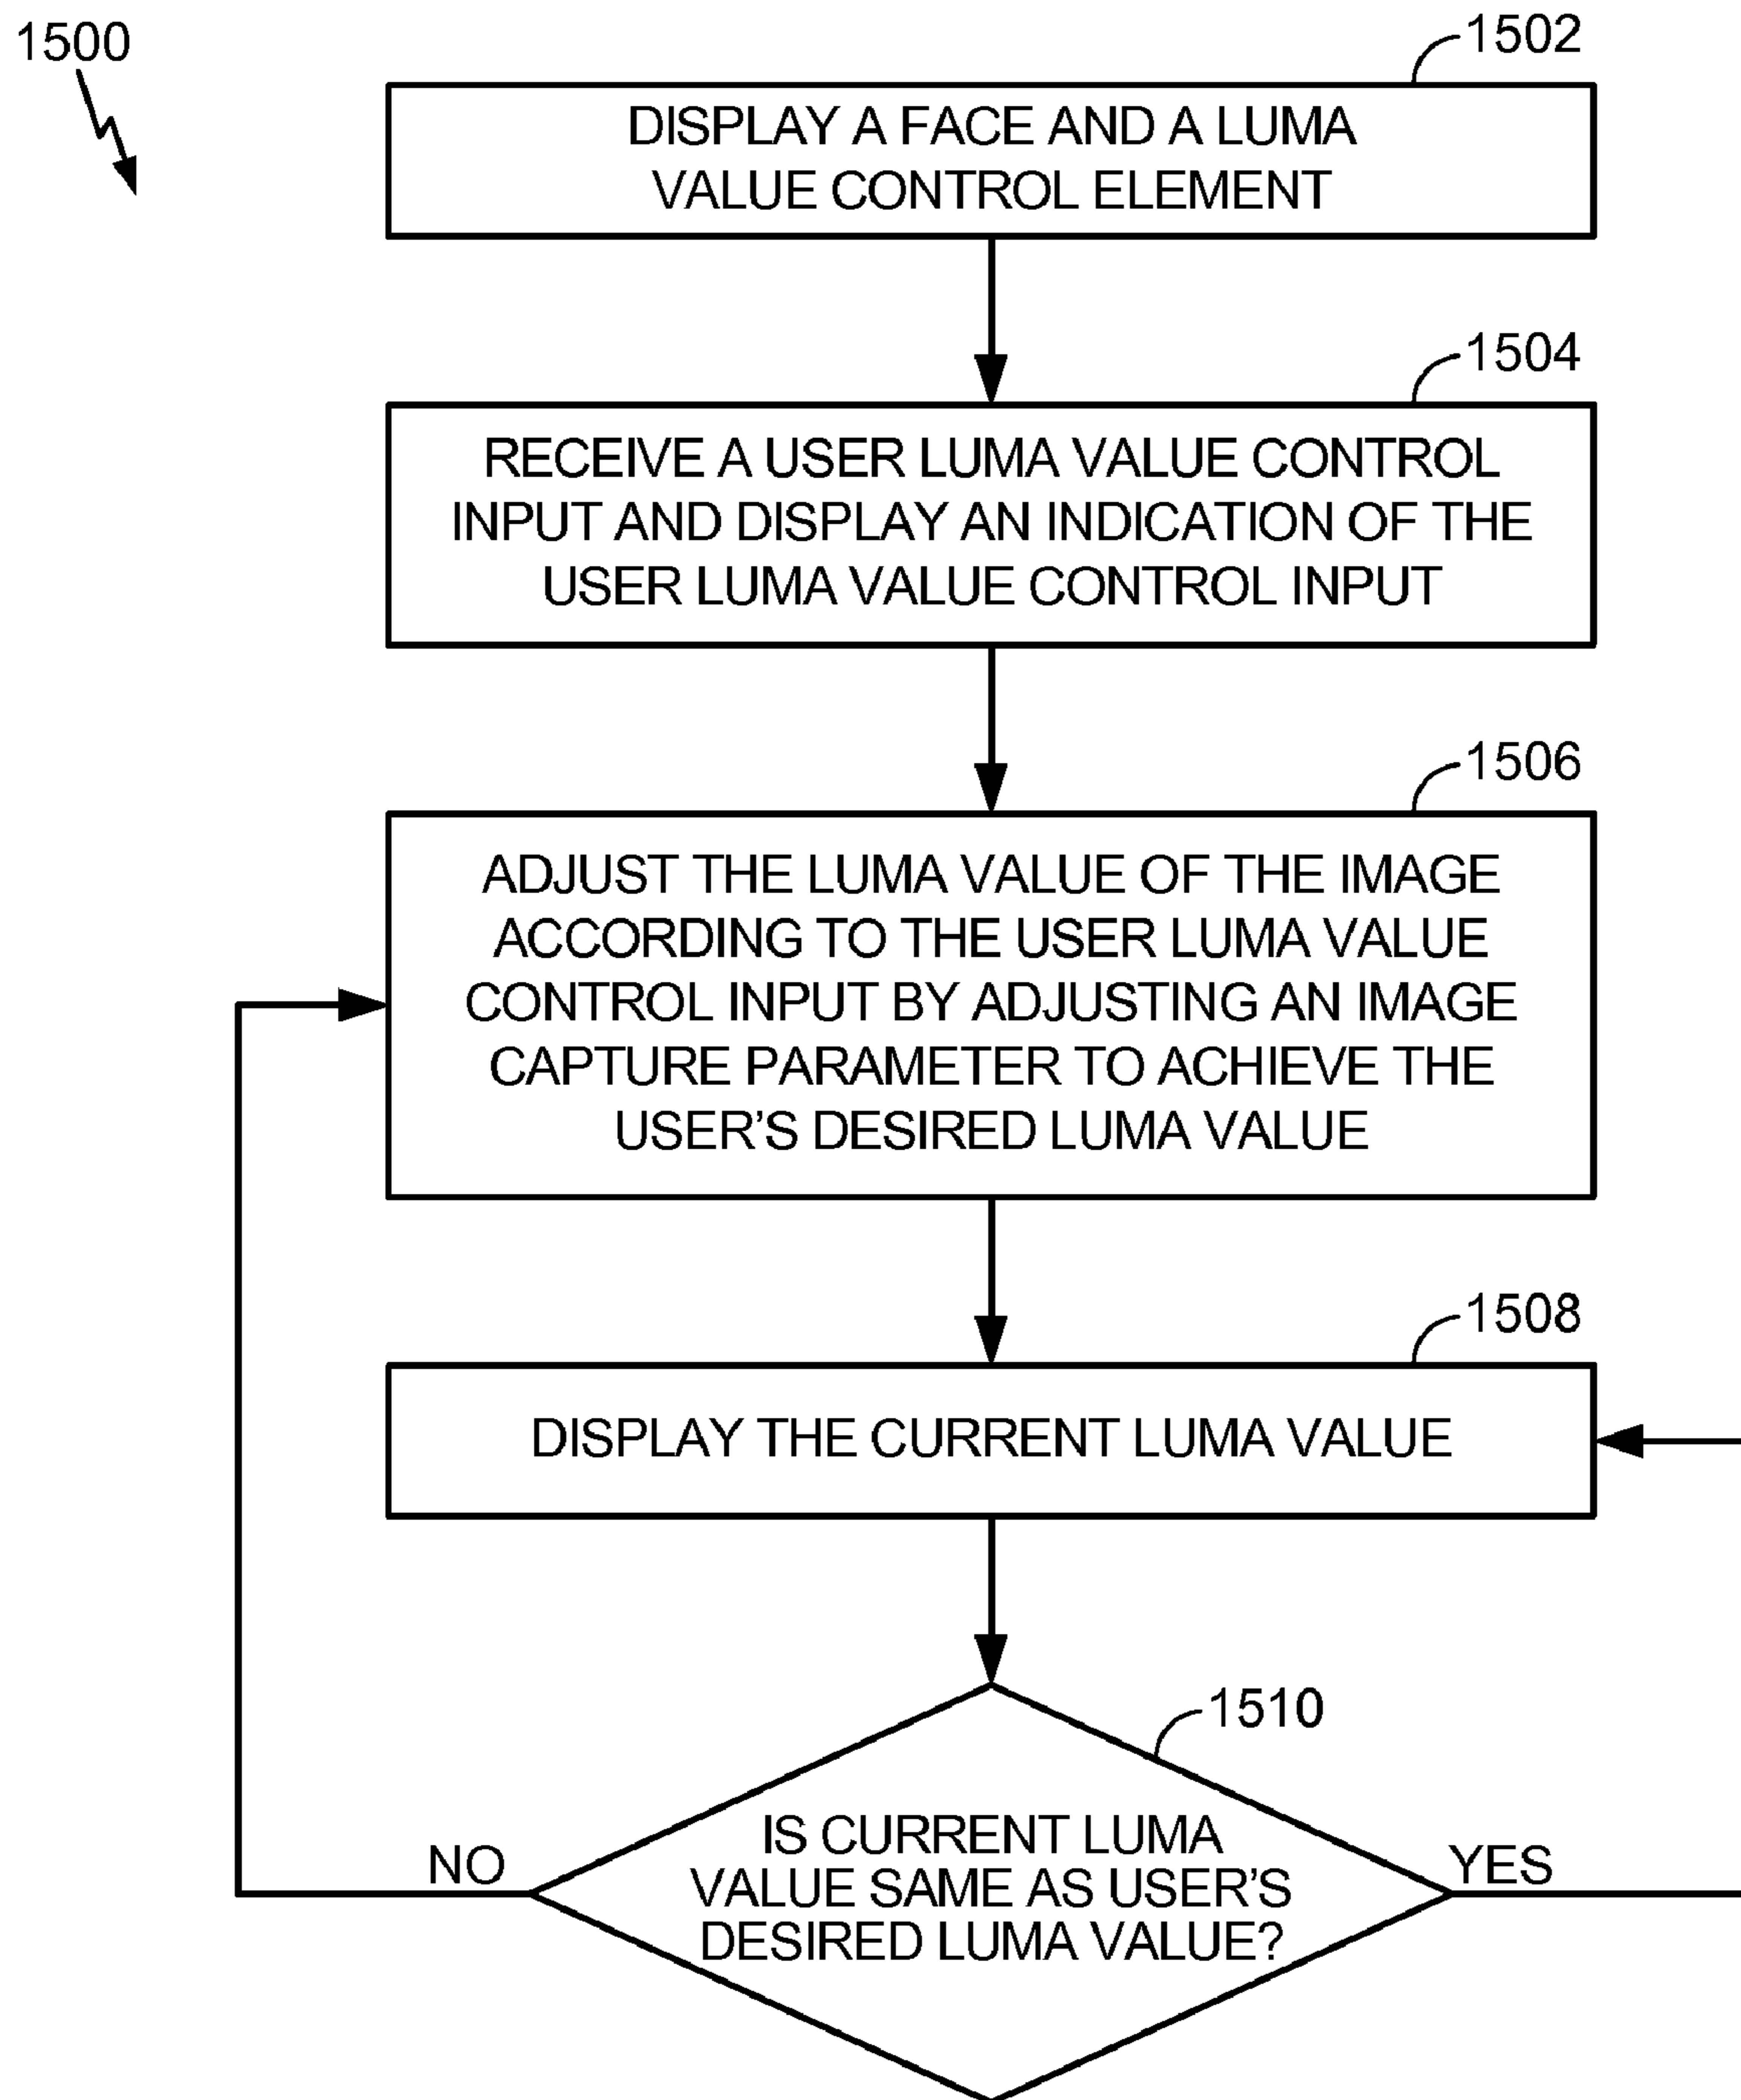 1500
1502
DISPLAY A FACE AND A LUMA
VALUE CONTROL ELEMENT
1504
RECEIVE A USER LUMA VALUE CONTROL
INPUT AND DISPLAY AN INDICATION OF THE
USER LUMA VALUE CONTROL INPUT
1506
ADJUST THE LUMA VALUE OF THE IMAGE
ACCORDING TO THE USER LUMA VALUE
CONTROL INPUT BY ADJUSTING AN IMAGE
CAPTURE PARAMETER TO ACHIEVE THE
USER'S DESIRED LUMA VALUE
1508
DISPLAY THE CURRENT LUMA VALUE
1510
IS CURRENT LUMA
VALUE SAME AS USER'S
DESIRED LUMA VALUE?
NO
YES